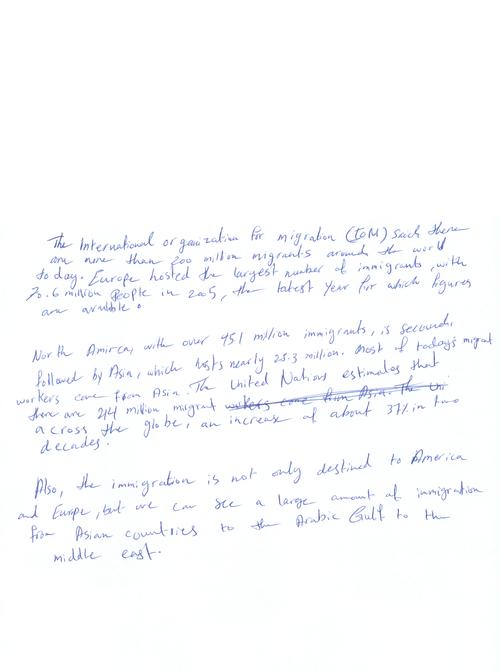 The International organization for migration (IOM) said there
are more than 200 million migrants around the world
today. Europe hosted the largest number of immigrants, with
70.6 million people in 2005, the latest year for which figures
are avalible.
North Amirca, with over 45.1 million immigrants, is second,
followed by Asia, which hosts nearly 25.3 million. Most of todays migrant
workers come from Asia. The United Nations estimates that
there are 214 million migrant workers come from Asia. The Uni
across the globe, an increase of about 37% in two
decades.
Also, the immigration is not only destined to America
and Europe, but we can see a large amount of immigration
from Asian countries to the Arabic Gulf to the
middle east.